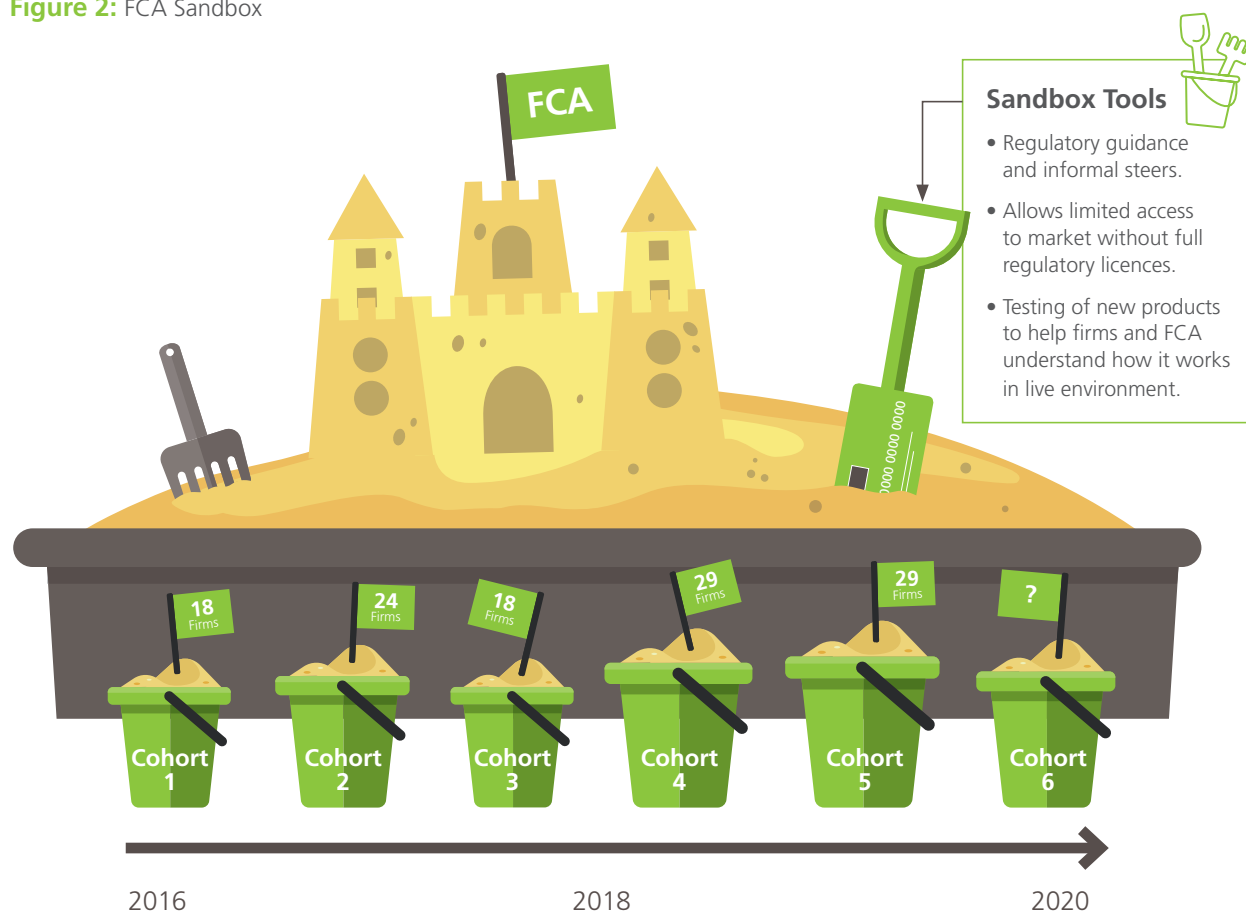 Figure 2: FCA Sandbox
FCA
Sandbox Tools
• Regulatory guidance
and informal steers.
• Allows limited access
to market without full
regulatory licences.
• Testing of new products
to help firms and FCA
understand how it works
in live environment.
0000 0000 0000
18
Firms
24
Firms
18
Firms
29
Firms
29
Firms
?
Cohort
1
Cohort
2
Cohort
3
Cohort
4
Cohort
5
Cohort
6
2016
2018
2020